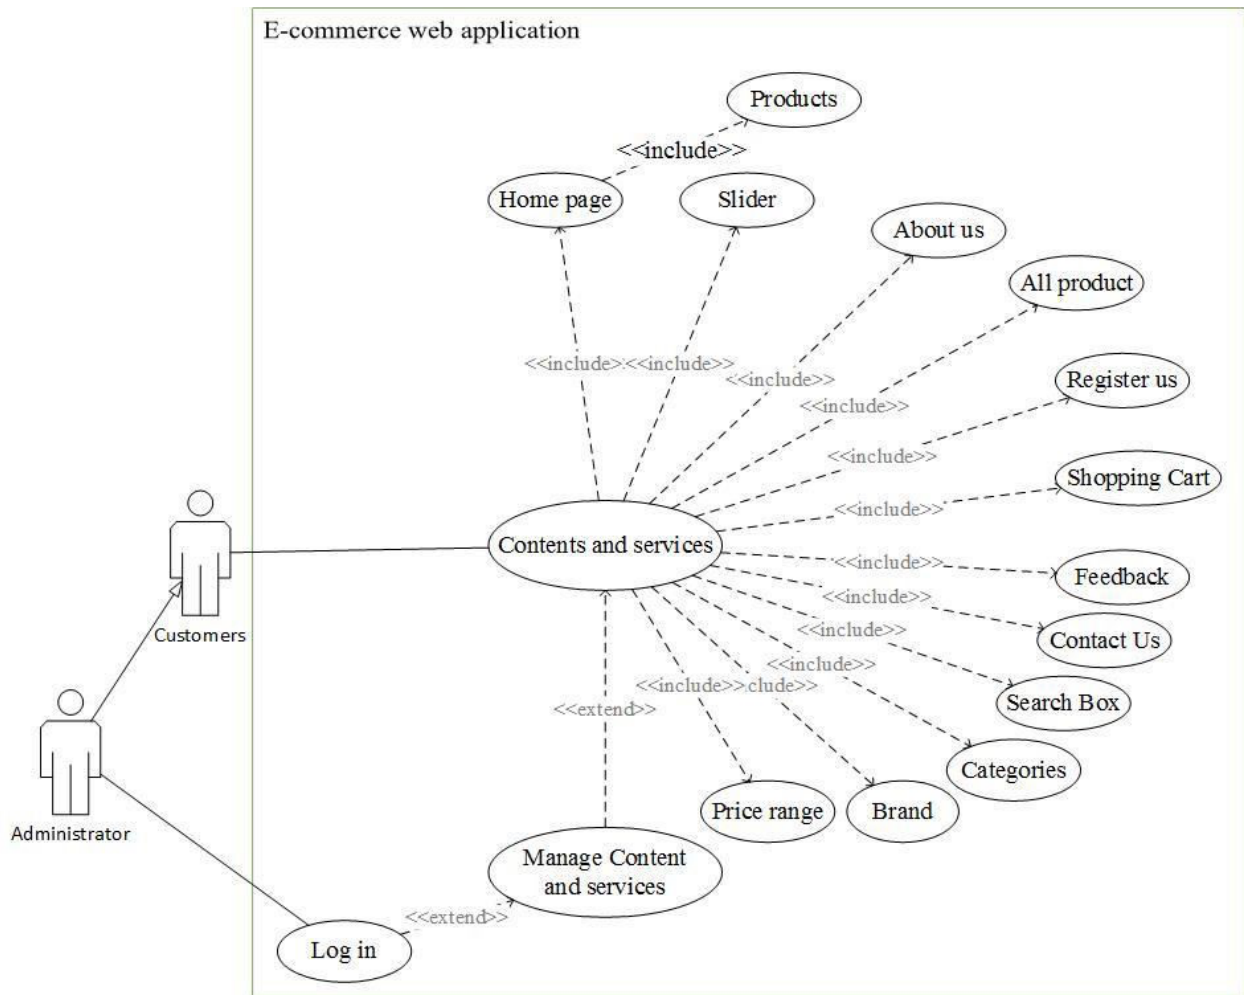 E-commerce web application
Products
<<include>>
Home page
Slider
About us
All product
<<include>
<<include>>
<<include>>
Register us
<<include>>
<<include>>
Shopping Cart
<<include>>
Contents and services
<<include>>
Feedback
<<include>>
Customers
<<include>>
Contact Us
<<include>>
<<include>>
clude>>
Search Box
<<extend>>
Categories
Price range
Brand
Administrator
Manage Content
and services
<<extend>>
Log in